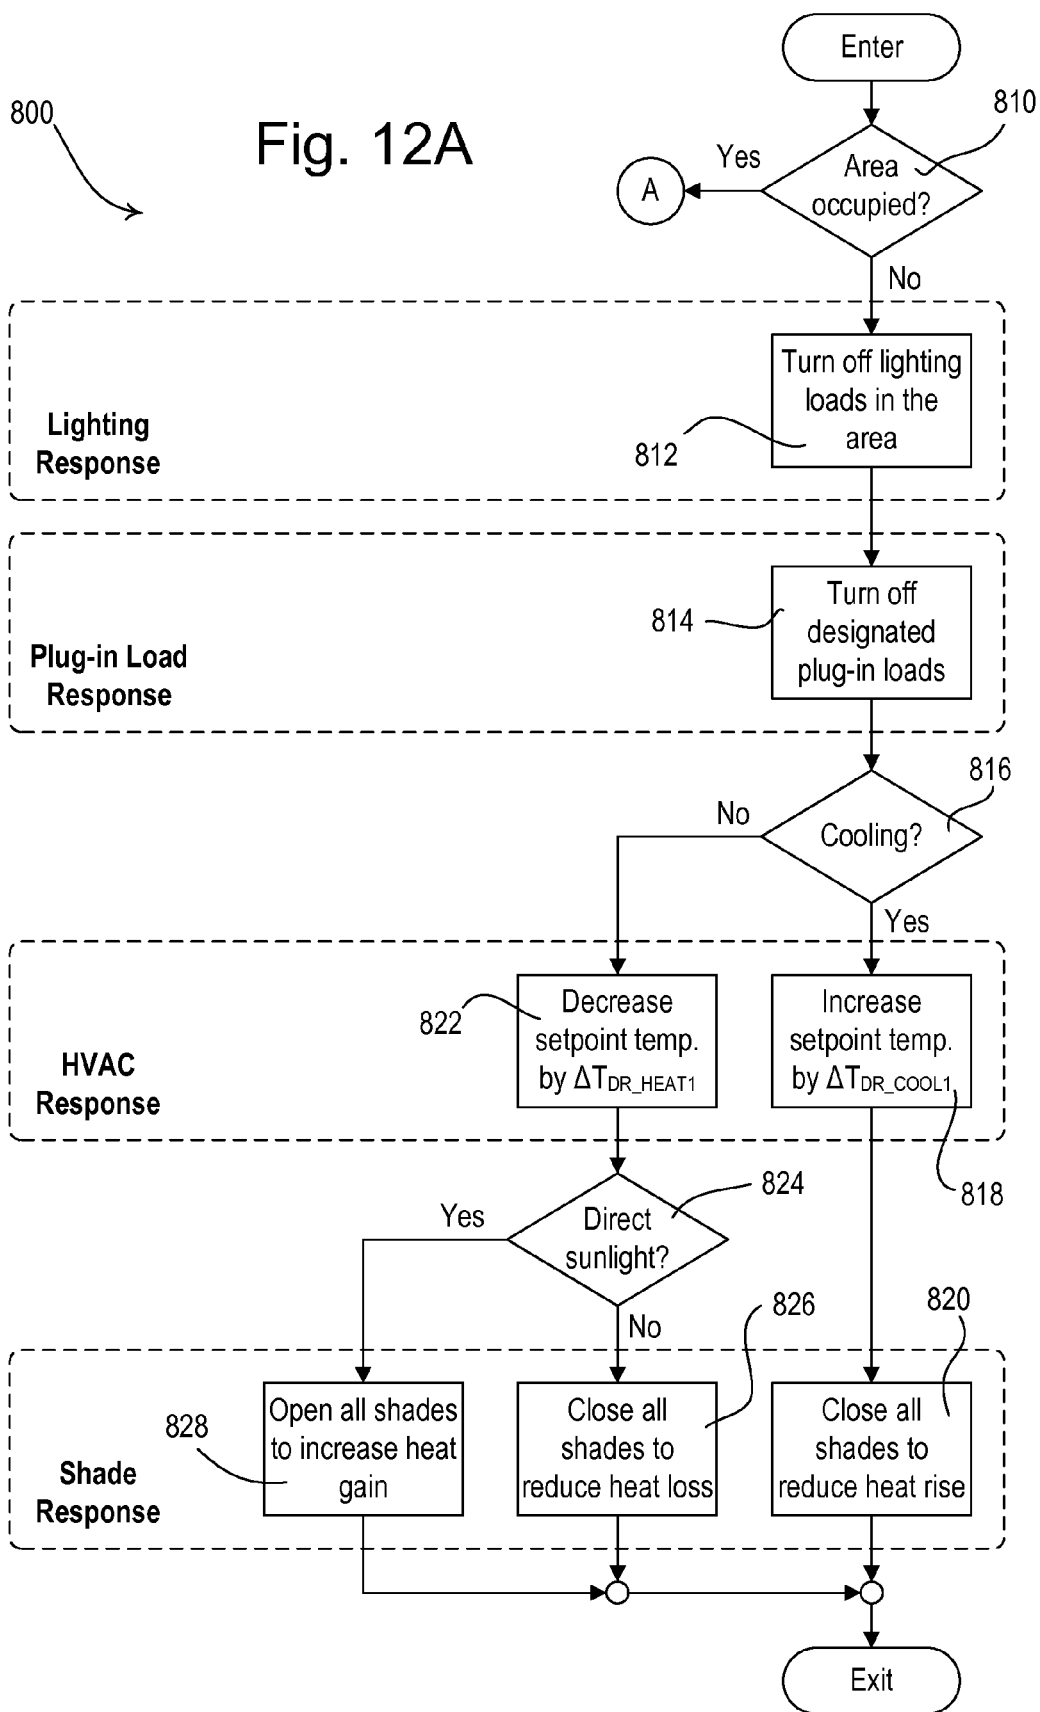 Enter
800
Fig. 12A
810
Yes
Area
occupied?
A
No
Turn off lighting
loads in the
area
Lighting
Response
812
Turn off
designated
plug-in loads
814
Plug-in Load
Response
816
No
Cooling?
Yes
Decrease
setpoint temp.
by ΔTDR_HEAT1
822
Increase
setpoint temp.
by ΔTDR_COOL1
HVAC
Response
824
818
Yes
Direct
sunlight?
826
820
No
Open all shades
to increase heat
gain
828
Close all
shades to
reduce heat loss
Close all
shades to
reduce heat rise
Shade
Response
Exit